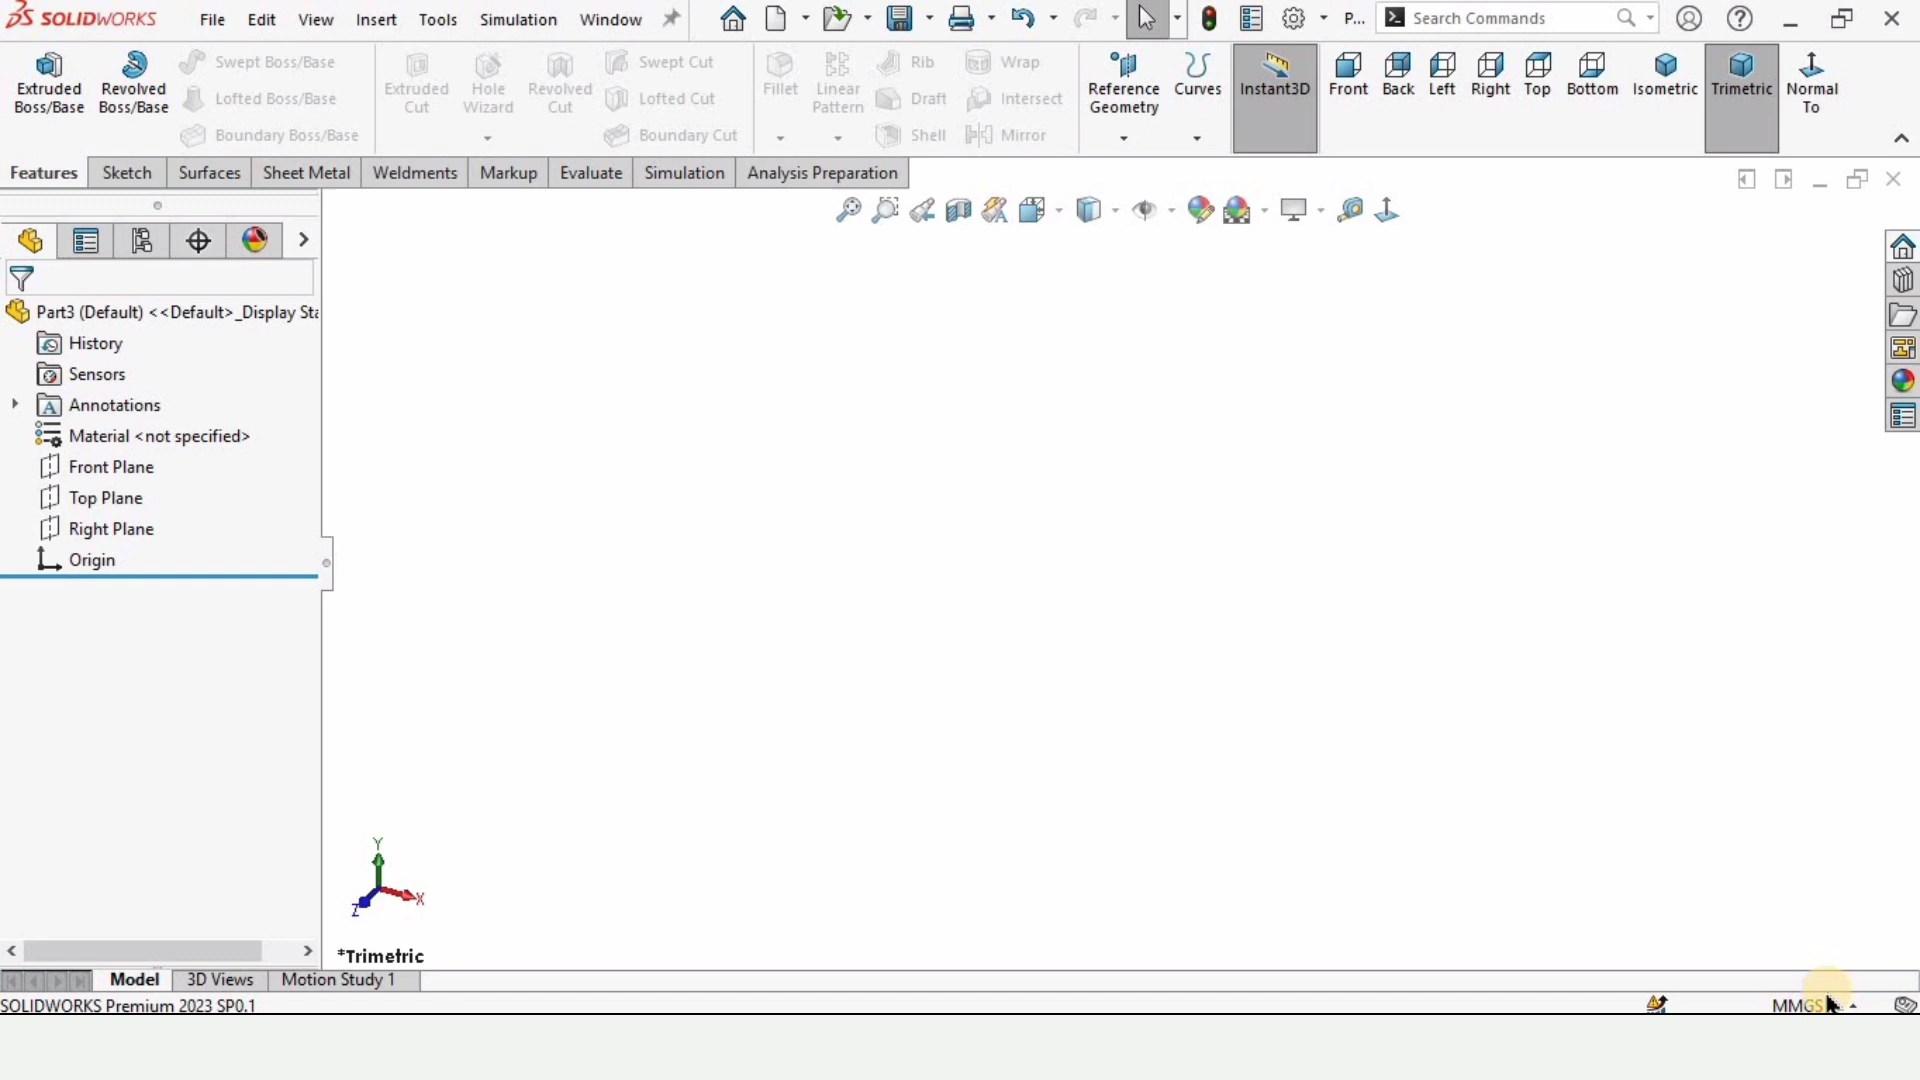 SOLIDWORKS File Edit View Insert Tools Simulation Window P... Search Commands
Extruded Boss/Base
Revolved Boss/Base
Swept Boss/Base
Lofted Boss/Base
Boundary Boss/Base
Extruded Cut
Hole Wizard
Revolved Cut
Swept Cut
Lofted Cut
Boundary Cut
Fillet
Linear Pattern
Rib
Draft
Shell
Wrap
Intersect
Mirror
Reference Geometry
Curves
Instant3D
Front
Back
Left
Right
Top
Bottom
Isometric
Trimetric
Normal To
Features Sketch Surfaces Sheet Metal Weldments Markup Evaluate Simulation Analysis Preparation
Part3 (Default) <<Default>_Display Sta
History
Sensors
Annotations
Material <not specified>
Front Plane
Top Plane
Right Plane
Origin
Y
X
Z
*Trimetric
Model 3D Views Motion Study 1
SOLIDWORKS Premium 2023 SP0.1 MMGS